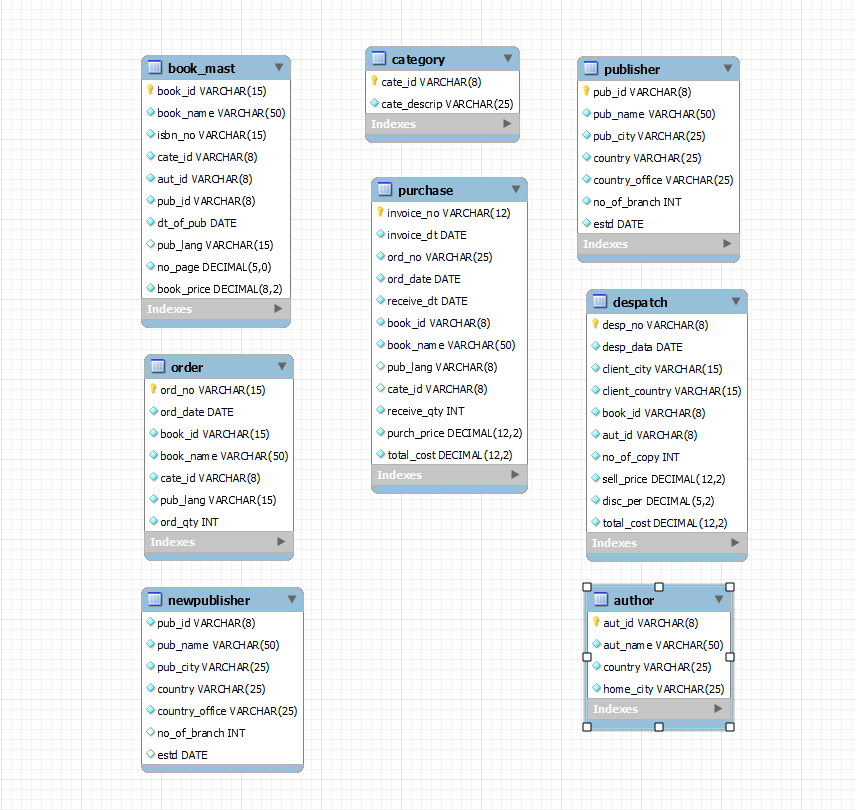 book_mast
book_id VARCHAR(15)
book_name VARCHAR(50)
isbn_no VARCHAR(15)
cate_id VARCHAR(8)
aut_id VARCHAR(8)
pub_id VARCHAR(8)
dt_of_pub DATE
pub_lang VARCHAR(15)
no_page DECIMAL(5,0)
book_price DECIMAL(8,2)
Indexes
category
cate_id VARCHAR(8)
cate_descrip VARCHAR(25)
Indexes
publisher
pub_id VARCHAR(8)
pub_name VARCHAR(50)
pub_city VARCHAR(25)
country VARCHAR(25)
country_office VARCHAR(25)
no_of_branch INT
estd DATE
Indexes
purchase
invoice_no VARCHAR(12)
invoice_dt DATE
ord_no VARCHAR(25)
ord_date DATE
receive_dt DATE
book_id VARCHAR(8)
book_name VARCHAR(50)
pub_lang VARCHAR(8)
cate_id VARCHAR(8)
receive_qty INT
purch_price DECIMAL(12,2)
total_cost DECIMAL(12,2)
Indexes
despatch
desp_no VARCHAR(8)
desp_data DATE
client_city VARCHAR(15)
client_country VARCHAR(15)
book_id VARCHAR(8)
aut_id VARCHAR(8)
no_of_copy INT
sell_price DECIMAL(12,2)
disc_per DECIMAL(5,2)
total_cost DECIMAL(12,2)
Indexes
order
ord_no VARCHAR(15)
ord_date DATE
book_id VARCHAR(15)
book_name VARCHAR(50)
cate_id VARCHAR(8)
pub_lang VARCHAR(15)
ord_qty INT
Indexes
newpublisher
pub_id VARCHAR(8)
pub_name VARCHAR(50)
pub_city VARCHAR(25)
country VARCHAR(25)
country_office VARCHAR(25)
no_of_branch INT
estd DATE
author
aut_id VARCHAR(8)
aut_name VARCHAR(50)
country VARCHAR(25)
home_city VARCHAR(25)
Indexes